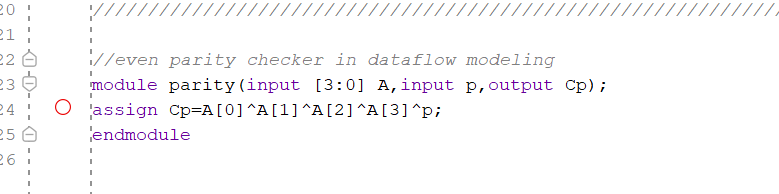 20 ////////////////////////////////////////////////////////////////////////////////
21
22 //even parity checker in dataflow modeling
23 module parity(input [3:0] A,input p,output Cp);
24 assign Cp=A[0]^A[1]^A[2]^A[3]^p;
25 endmodule
26